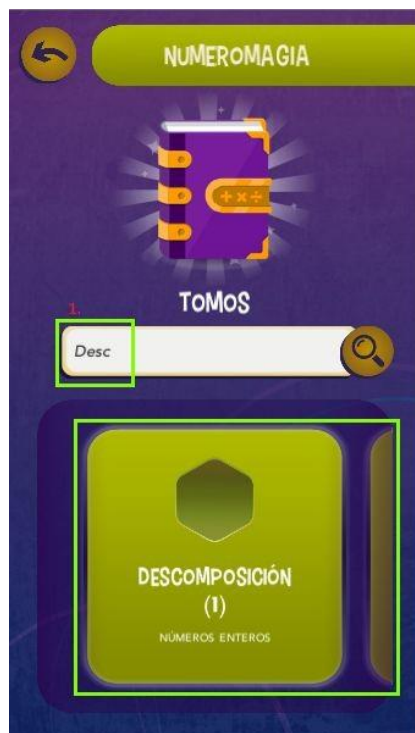 NUMEROMAGIA
+×÷
TOMOS
1.
Desc
DESCOMPOSICIÓN
(1)
NÚMEROS ENTEROS